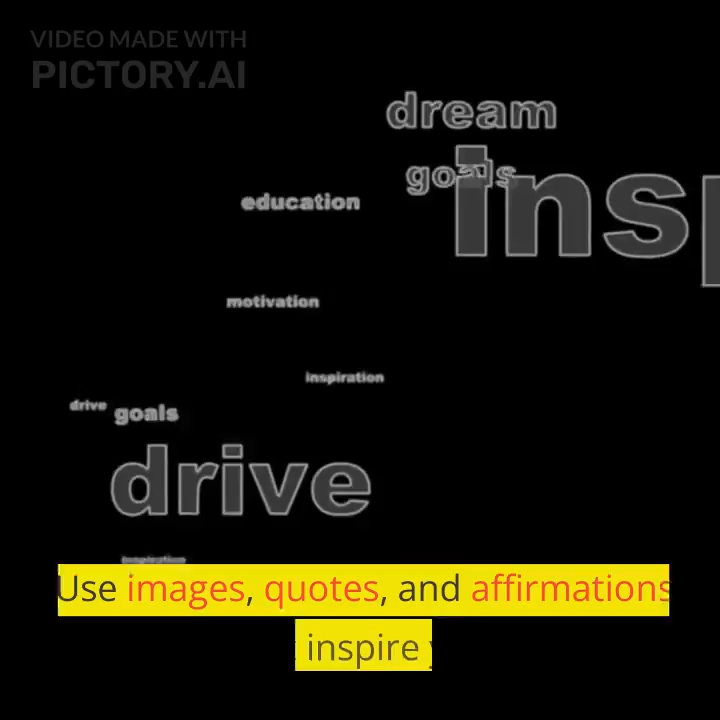 VIDEO MADE WITH
PICTORY.AI
dream
goals
insp
education
motivation
inspiration
drive
goals
drive
inspiration
Use images, quotes, and affirmations
inspire